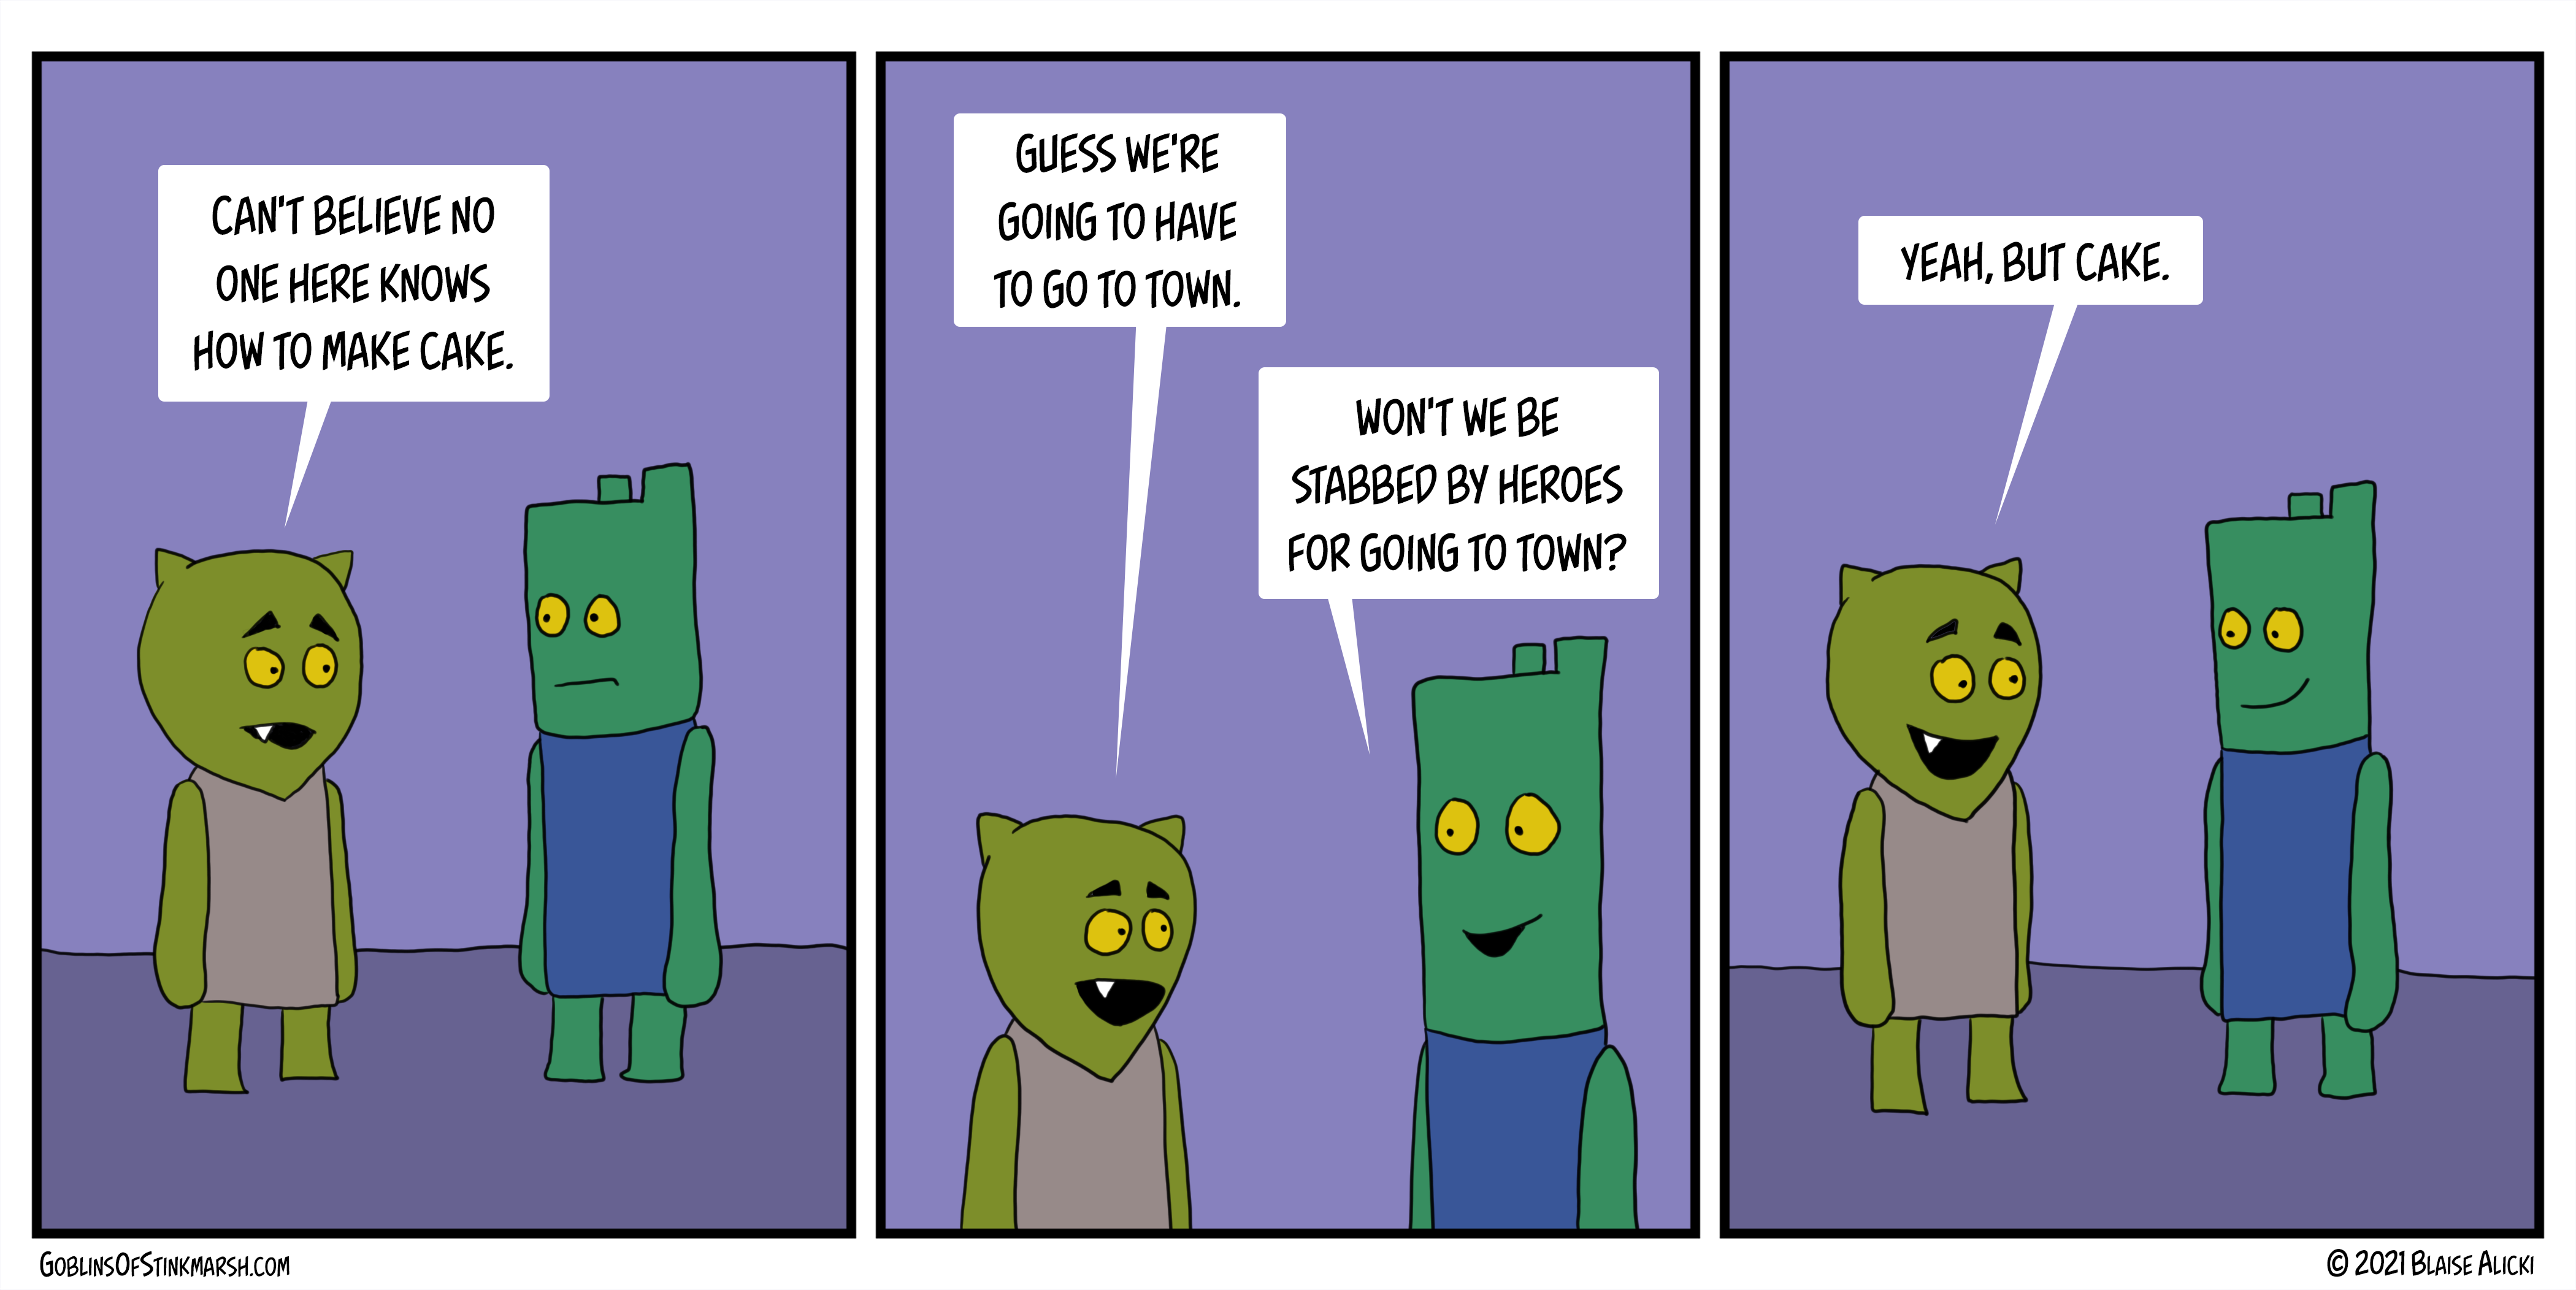 CAN'T BELIEVE NO
ONE HERE KNOWS
HOW TO MAKE CAKE.
GUESS WE'RE
GOING TO HAVE
TO GO TO TOWN.
WON'T WE BE
STABBED BY HEROES
FOR GOING TO TOWN?
YEAH, BUT CAKE.
GOBLINSOFSTINKMARSH.COM
© 2021 BLAISE ALICKI